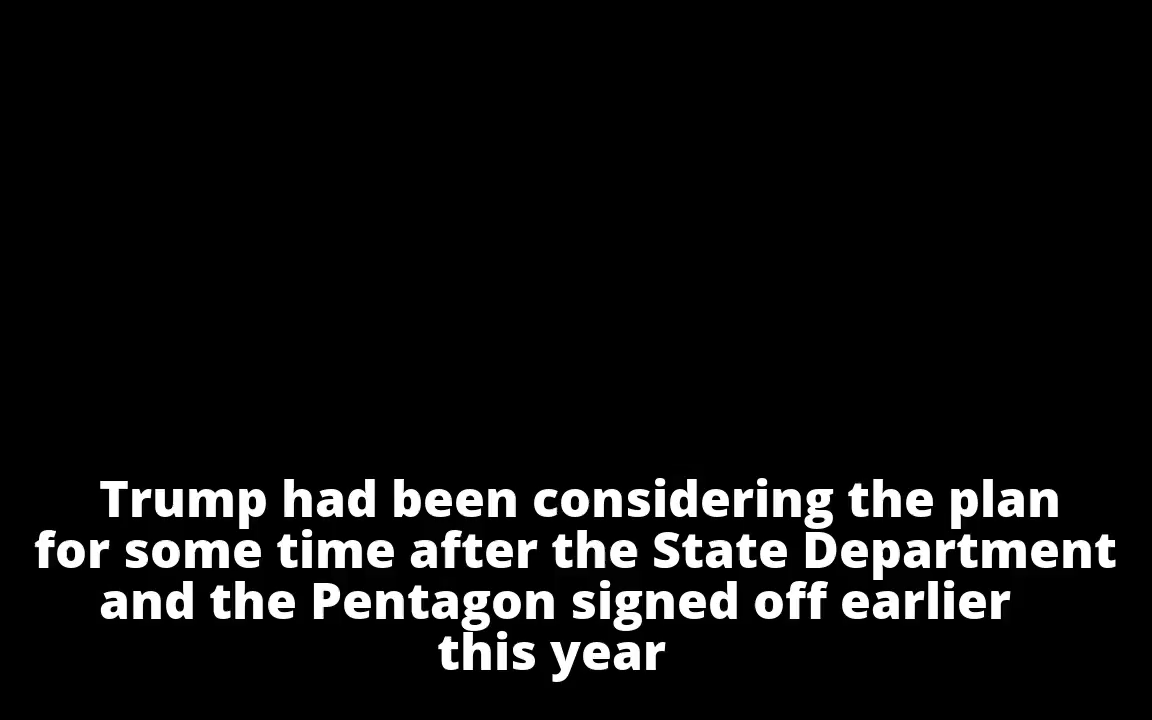 Trump had been considering the plan
for some time after the State Department
and the Pentagon signed off earlier
this year